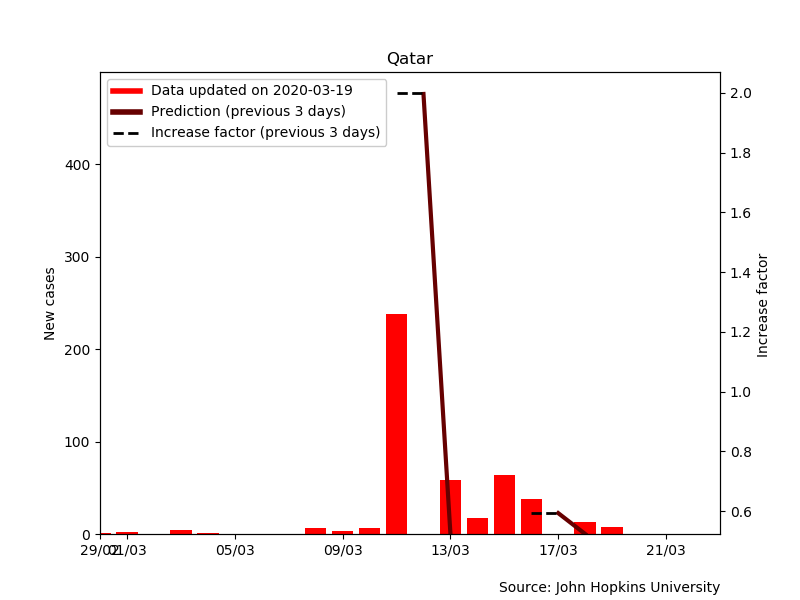 Qatar
Data updated on 2020-03-19
Prediction (previous 3 days)
Increase factor (previous 3 days)
New cases
400
300
200
100
0
2.0
1.8
1.6
1.4
1.2
1.0
0.8
0.6
Increase factor
29/02 01/03 05/03 09/03 13/03 17/03 21/03
Source: John Hopkins University